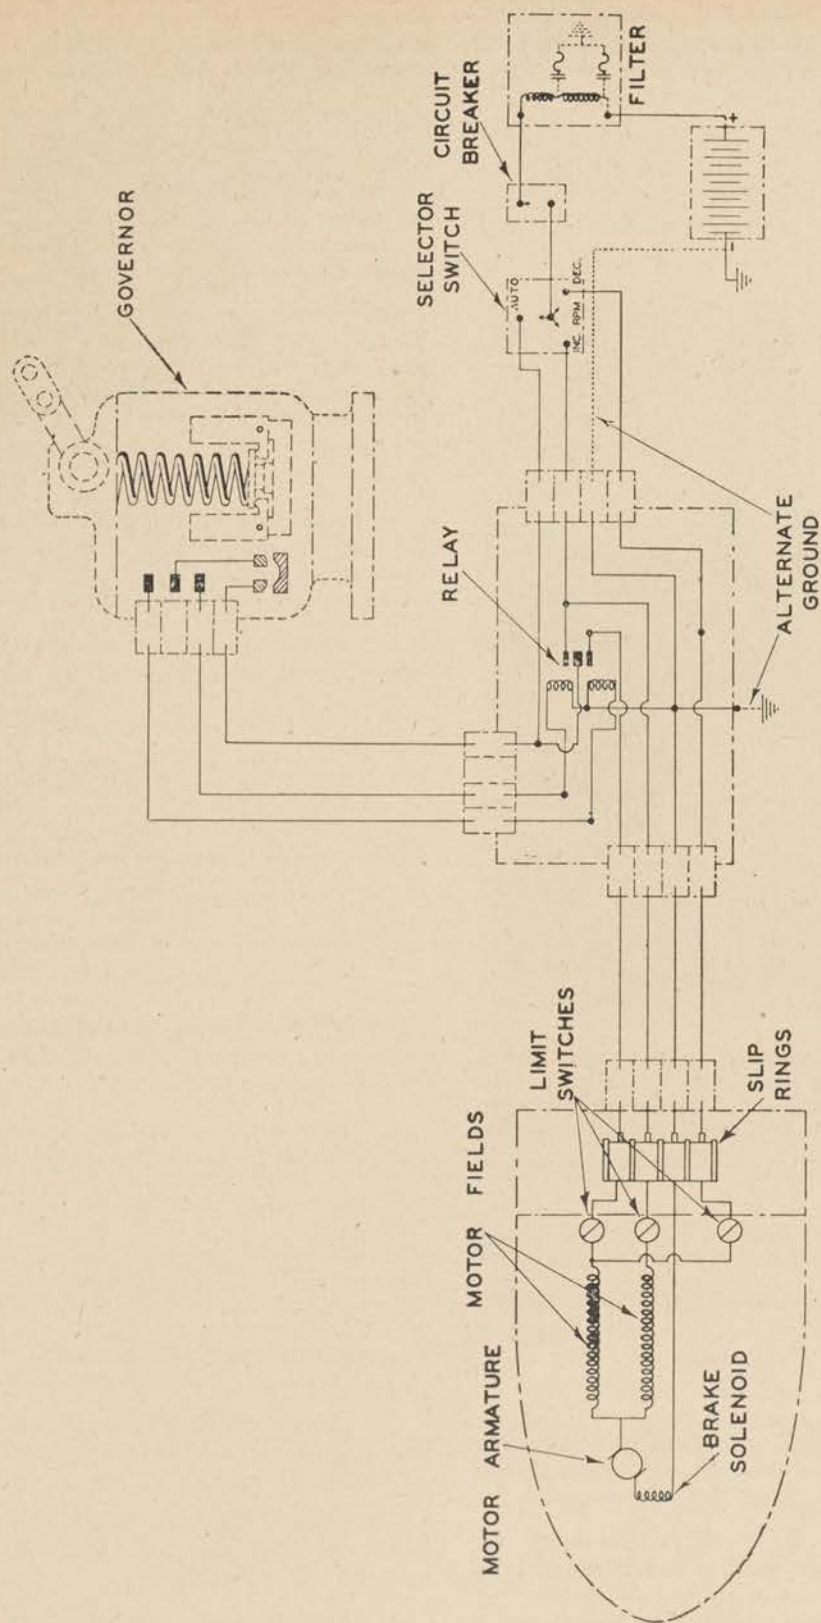 GOVERNOR
FILTER
CIRCUIT
BREAKER
SELECTOR
SWITCH
AUTO
INC. RPM DEC.
+
-
RELAY
ALTERNATE
GROUND
LIMIT
SWITCHES
SLIP
RINGS
MOTOR FIELDS
MOTOR ARMATURE
BRAKE
SOLENOID